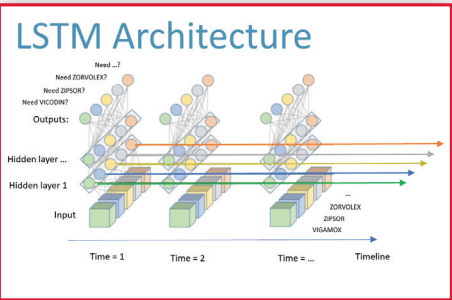 LSTM Architecture
Need ...?
Need ZORVOLEX?
Need ZIPSOR?
Need VICODIN?
Outputs:
Hidden layer ...
Hidden layer 1
Input
...
ZORVOLEX
ZIPSOR
VIGAMOX
Time = 1
Time = 2
Time = ...
Timeline